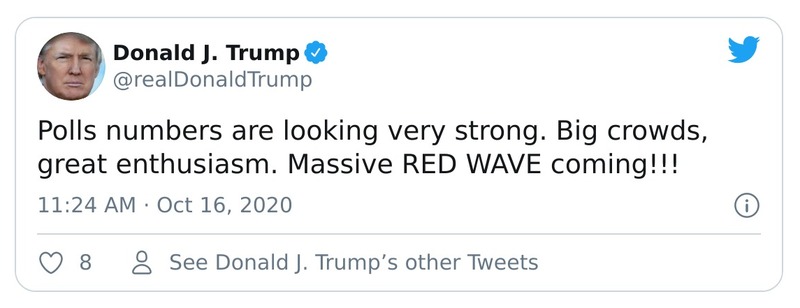 Donald J. Trump
@realDonaldTrump
Polls numbers are looking very strong. Big crowds,
great enthusiasm. Massive RED WAVE coming!!!
11:24 AM · Oct 16, 2020
8
See Donald J. Trump’s other Tweets